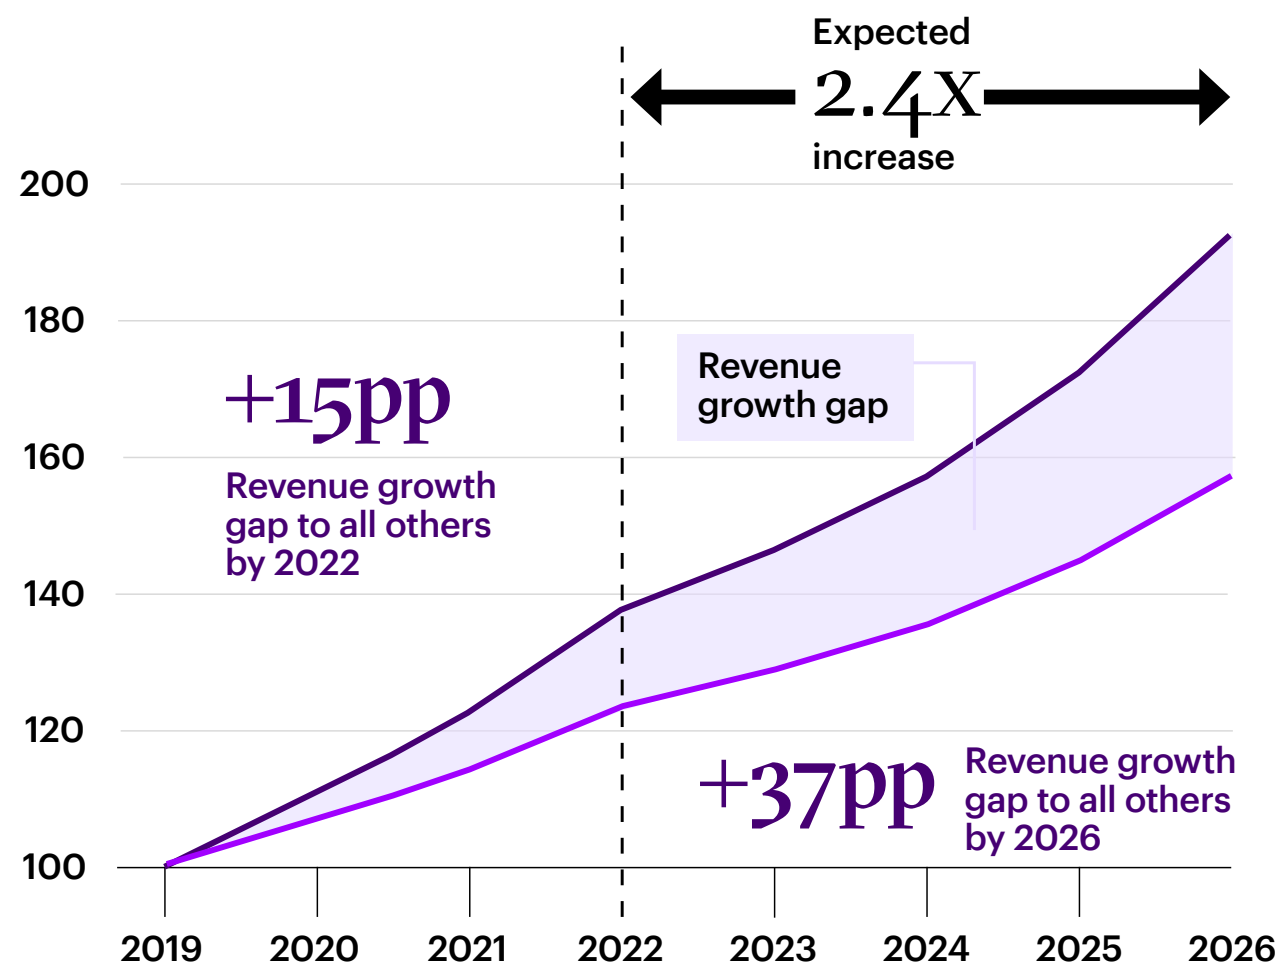 Expected
2.4X
increase
200
180
160
140
120
100
+15pp
Revenue growth
gap to all others
by 2022
Revenue
growth gap
+37pp
Revenue growth
gap to all others
by 2026
2019 2020 2021 2022 2023 2024 2025 2026